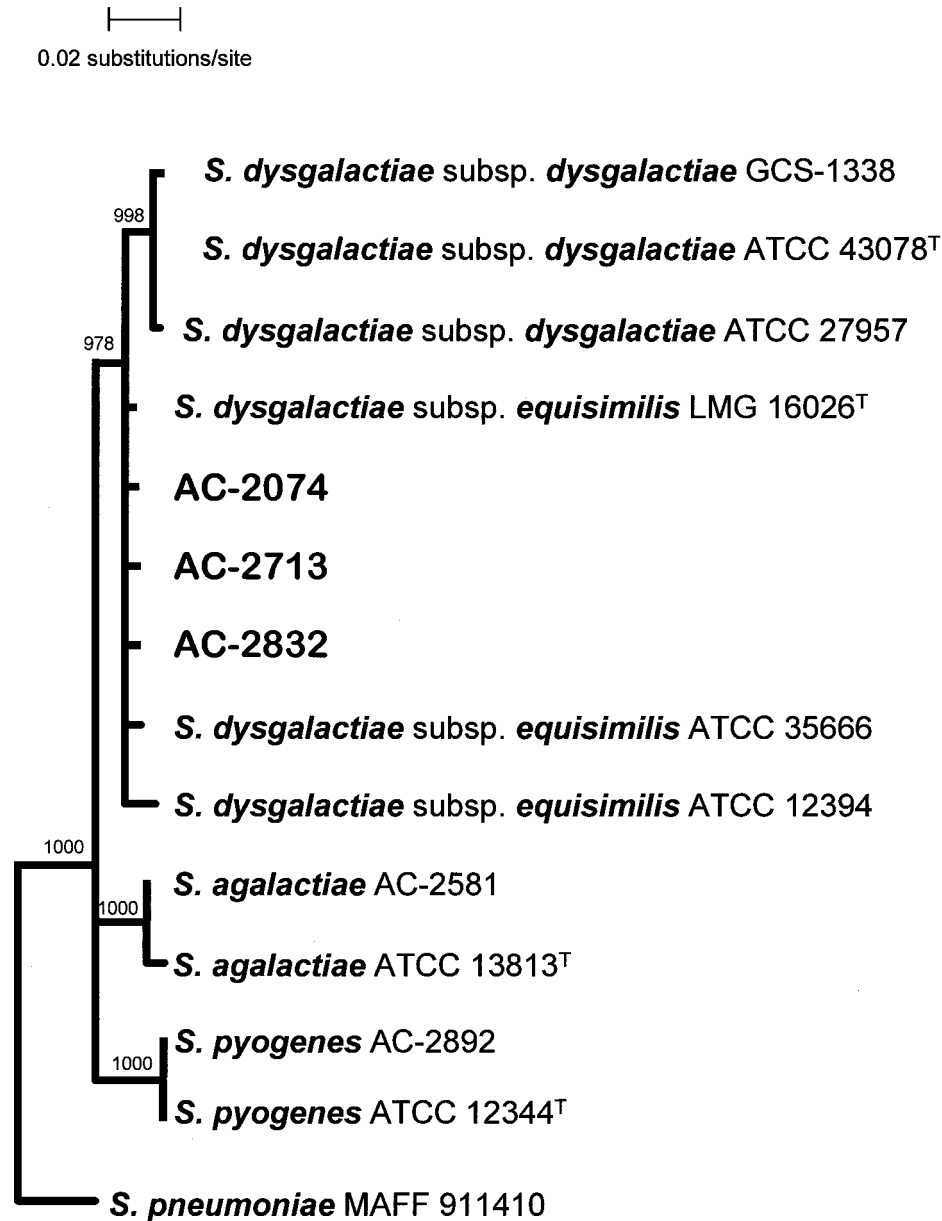 0.02 substitutions/site
S. dysgalactiae subsp. dysgalactiae GCS-1338
998
S. dysgalactiae subsp. dysgalactiae ATCC 43078ᵀ
S. dysgalactiae subsp. dysgalactiae ATCC 27957
978
S. dysgalactiae subsp. equisimilis LMG 16026ᵀ
AC-2074
AC-2713
AC-2832
S. dysgalactiae subsp. equisimilis ATCC 35666
S. dysgalactiae subsp. equisimilis ATCC 12394
1000
S. agalactiae AC-2581
1000
S. agalactiae ATCC 13813ᵀ
S. pyogenes AC-2892
1000
S. pyogenes ATCC 12344ᵀ
S. pneumoniae MAFF 911410